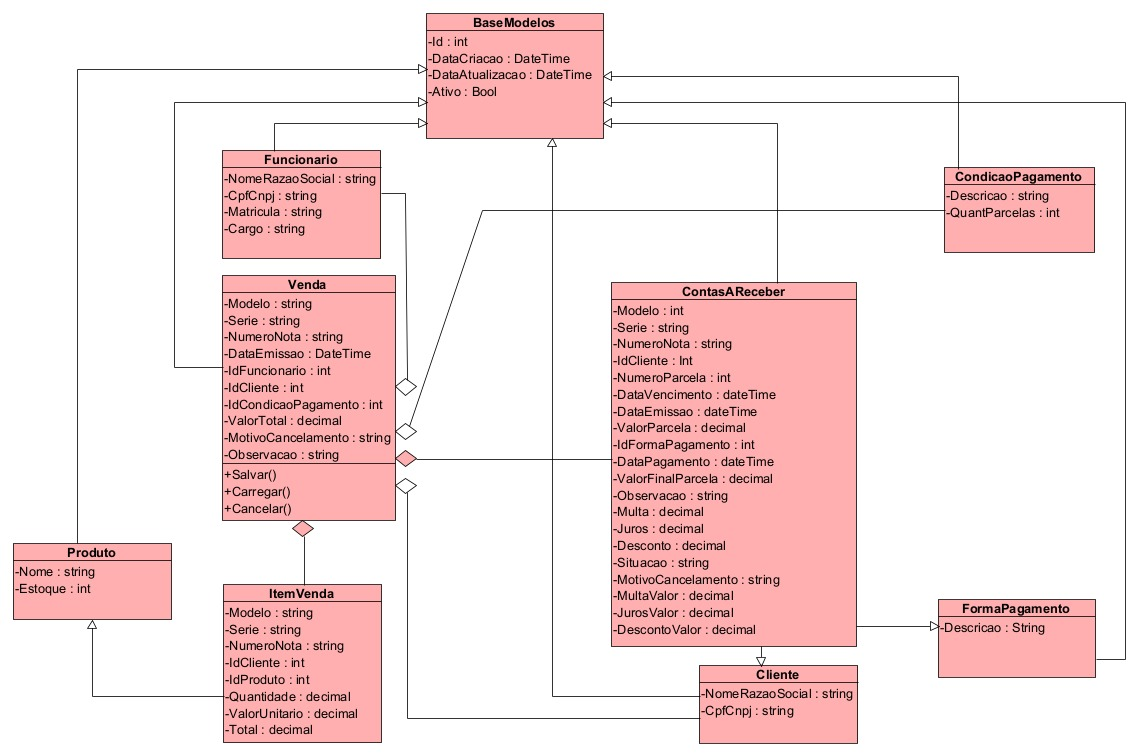 BaseModelos
-Id : int
-DataCriacao : DateTime
-DataAtualizacao : DateTime
-Ativo : Bool
Funcionario
-NomeRazaoSocial : string
-CpfCnpj : string
-Matricula : string
-Cargo : string
CondicaoPagamento
-Descricao : string
-QuantParcelas : int
Venda
-Modelo : string
-Serie : string
-NumeroNota : string
-DataEmissao : DateTime
-IdFuncionario : int
-IdCliente : int
-IdCondicaoPagamento : int
-ValorTotal : decimal
-MotivoCancelamento : string
-Observacao : string
+Salvar()
+Carregar()
+Cancelar()
ContasAReceber
-Modelo : int
-Serie : string
-NumeroNota : string
-IdCliente : Int
-NumeroParcela : int
-DataVencimento : dateTime
-DataEmissao : dateTime
-ValorParcela : decimal
-IdFormaPagamento : int
-DataPagamento : dateTime
-ValorFinalParcela : decimal
-Observacao : string
-Multa : decimal
-Juros : decimal
-Desconto : decimal
-Situacao : string
-MotivoCancelamento : string
-MultaValor : decimal
-JurosValor : decimal
-DescontoValor : decimal
Produto
-Nome : string
-Estoque : int
ItemVenda
-Modelo : string
-Serie : string
-NumeroNota : string
-IdCliente : int
-IdProduto : int
-Quantidade : decimal
-ValorUnitario : decimal
-Total : decimal
FormaPagamento
-Descricao : String
Cliente
-NomeRazaoSocial : string
-CpfCnpj : string